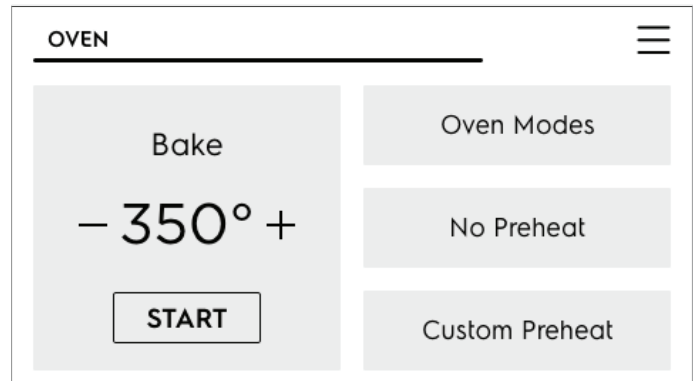 OVEN
Bake
− 350° +
START
Oven Modes
No Preheat
Custom Preheat